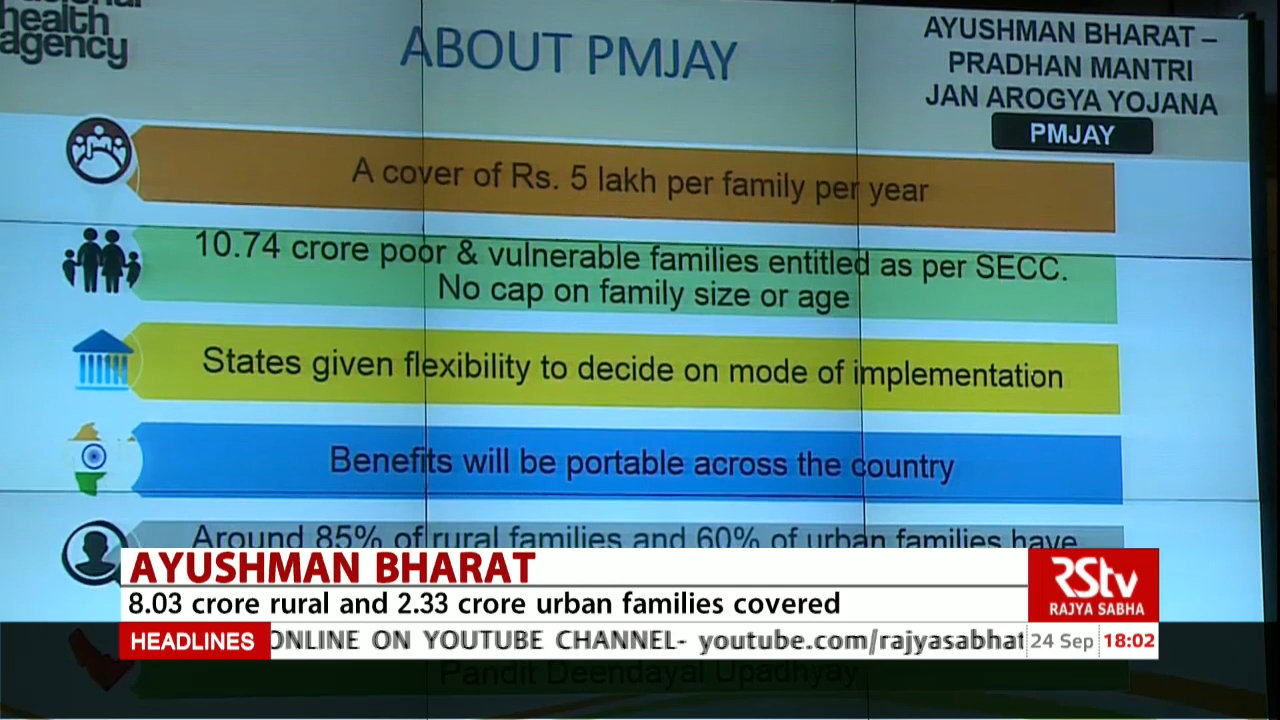 health
agency
ABOUT PMJAY
AYUSHMAN BHARAT –
PRADHAN MANTRI
JAN AROGYA YOJANA
PMJAY
A cover of Rs. 5 lakh per family per year
10.74 crore poor & vulnerable families entitled as per SECC.
No cap on family size or age
States given flexibility to decide on mode of implementation
Benefits will be portable across the country
Around 85% of rural families and 60% of urban families have
AYUSHMAN BHARAT
8.03 crore rural and 2.33 crore urban families covered
RStv
RAJYA SABHA
HEADLINES
ONLINE ON YOUTUBE CHANNEL- youtube.com/rajyasabhat
24 Sep
18:02
Pandit Deendayal Upadhyay